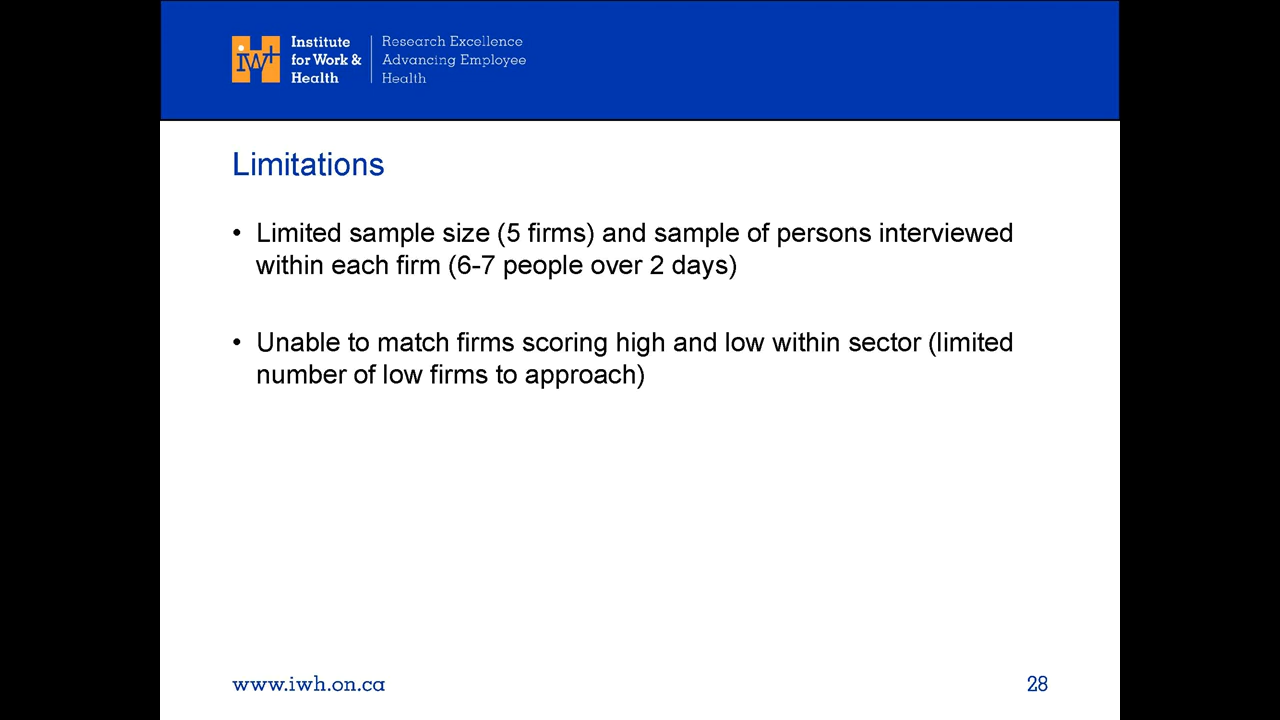 iw+
Institute
for Work &
Health
Research Excellence
Advancing Employee
Health
Limitations
• Limited sample size (5 firms) and sample of persons interviewed
within each firm (6-7 people over 2 days)
• Unable to match firms scoring high and low within sector (limited
number of low firms to approach)
www.iwh.on.ca
28